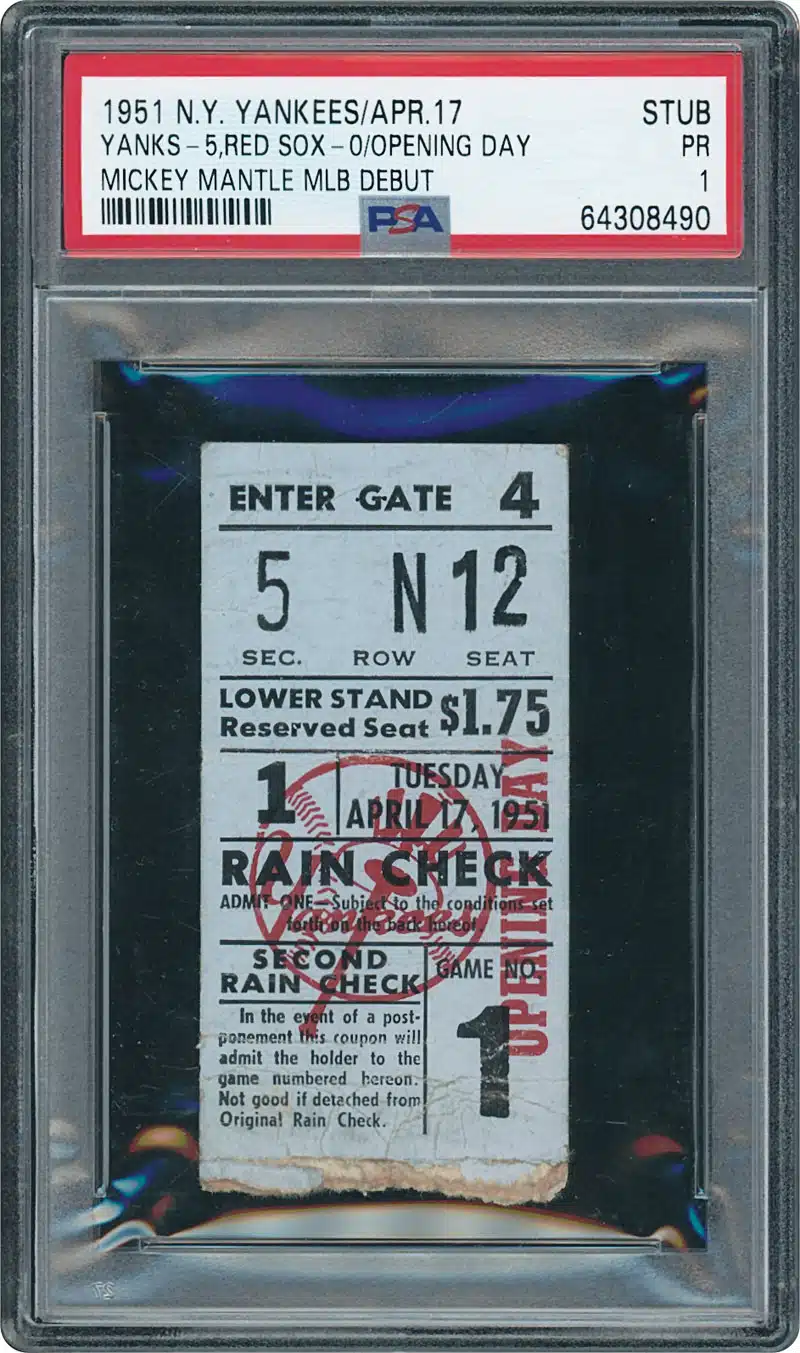 1951 N.Y. YANKEES/APR.17 STUB
YANKS-5,RED SOX-0/OPENING DAY PR
MICKEY MANTLE MLB DEBUT 1
PSA 64308490
ENTER GATE 4
5 N 12
SEC. ROW SEAT
LOWER STAND
Reserved Seat $1.75
1 TUESDAY
APRIL 17, 1951
RAIN CHECK
ADMIT ONE—Subject to the conditions set
forth on the back hereof.
Yankees
OPENING DAY
SECOND
RAIN CHECK
GAME NO.
1
In the event of a post-
ponement this coupon will
admit the holder to the
game numbered hereon.
Not good if detached from
Original Rain Check.